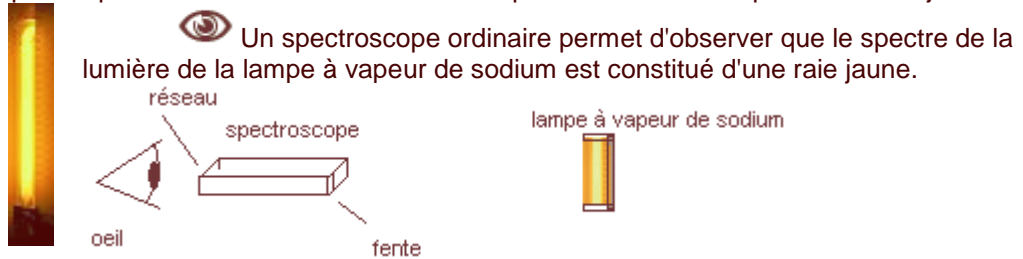 Un spectroscope ordinaire permet d'observer que le spectre de la
lumière de la lampe à vapeur de sodium est constitué d'une raie jaune.
réseau
spectroscope
lampe à vapeur de sodium
oeil
fente